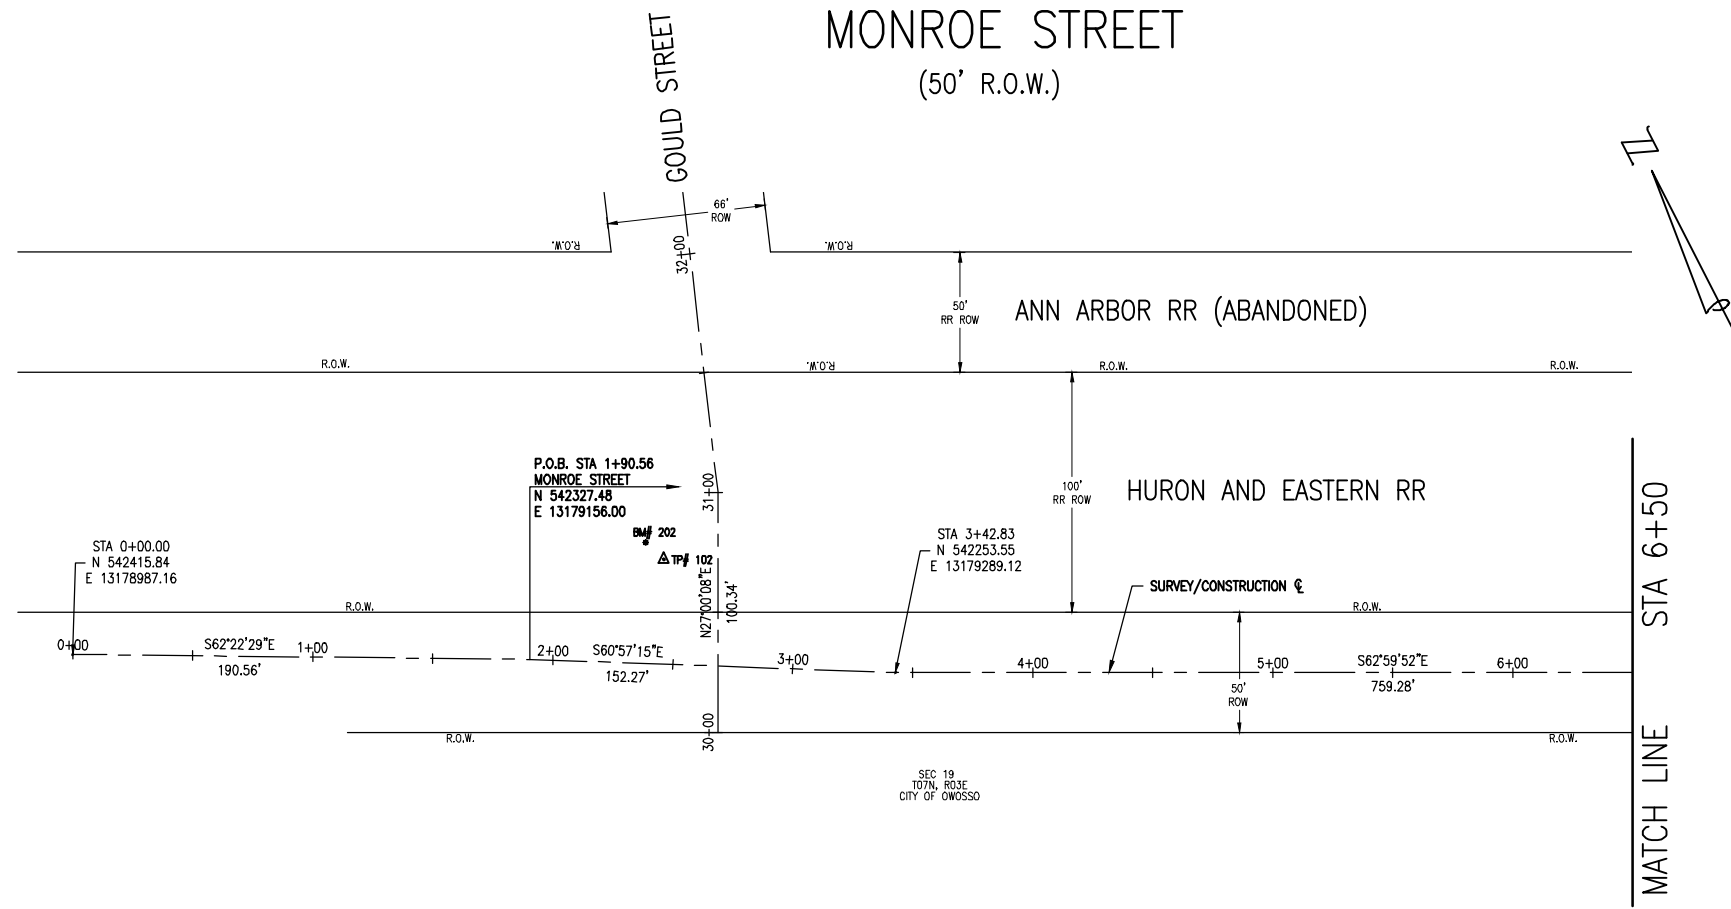 MONROE STREET
(50' R.O.W.)
GOULD STREET
66'
ROW
R.O.W.
R.O.W.
32+00
50'
RR ROW
ANN ARBOR RR (ABANDONED)
R.O.W.
R.O.W.
R.O.W.
R.O.W.
P.O.B. STA 1+90.56
MONROE STREET
N 542327.48
E 13179156.00
31+00
100'
RR ROW
HURON AND EASTERN RR
BM# 202
TP# 102
STA 0+00.00
N 542415.84
E 13178987.16
STA 3+42.83
N 542253.55
E 13179289.12
SURVEY/CONSTRUCTION ℄
N27°00'08"E
100.34'
R.O.W.
R.O.W.
0+00
S62°22'29"E
190.56'
1+00
2+00
S60°57'15"E
152.27'
3+00
4+00
5+00
S62°59'52"E
759.28'
6+00
50'
ROW
30+00
R.O.W.
R.O.W.
SEC 19
T07N, R03E
CITY OF OWOSSO
MATCH LINE STA 6+50